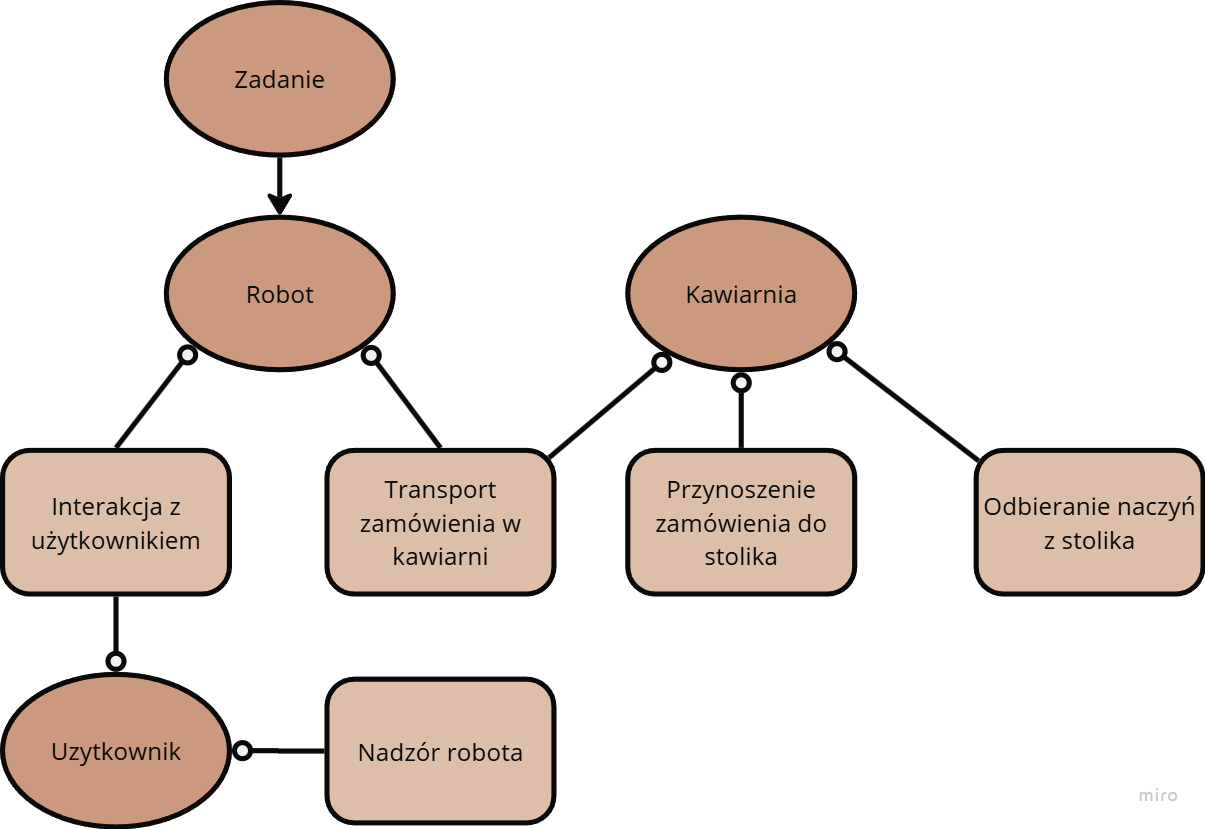 Zadanie
Robot
Kawiarnia
Interakcja z
użytkownikiem
Transport
zamówienia w
kawiarni
Przynoszenie
zamówienia do
stolika
Odbieranie naczyń
z stolika
Uzytkownik
Nadzór robota
miro